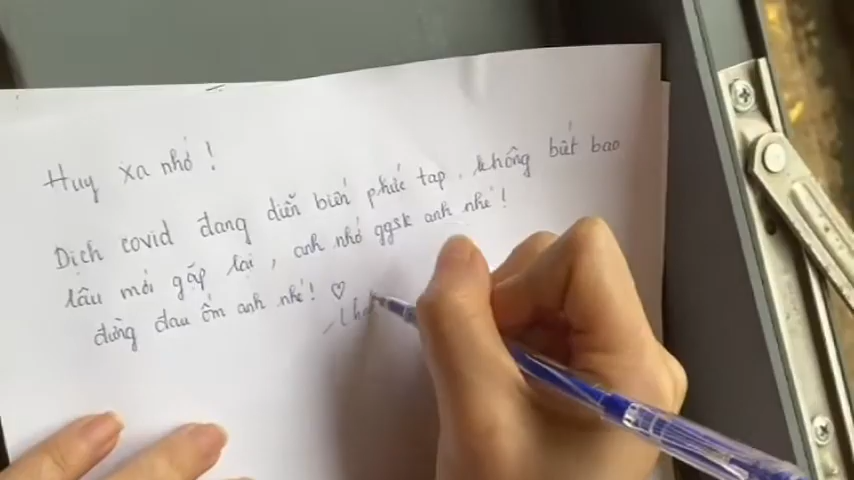 Huy xa nhớ !
Dịch covid đang diễn biến phức tạp, không bút bao
lâu mới gặp lại , anh nhớ ggsk anh nhé !
đừng đau ốm anh nhé ! ♡